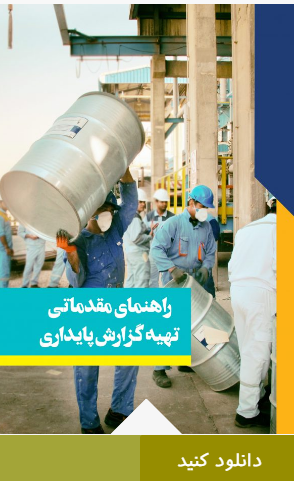 راهنمای مقدماتی
تهیه گزارش پایداری
دانلود کنید